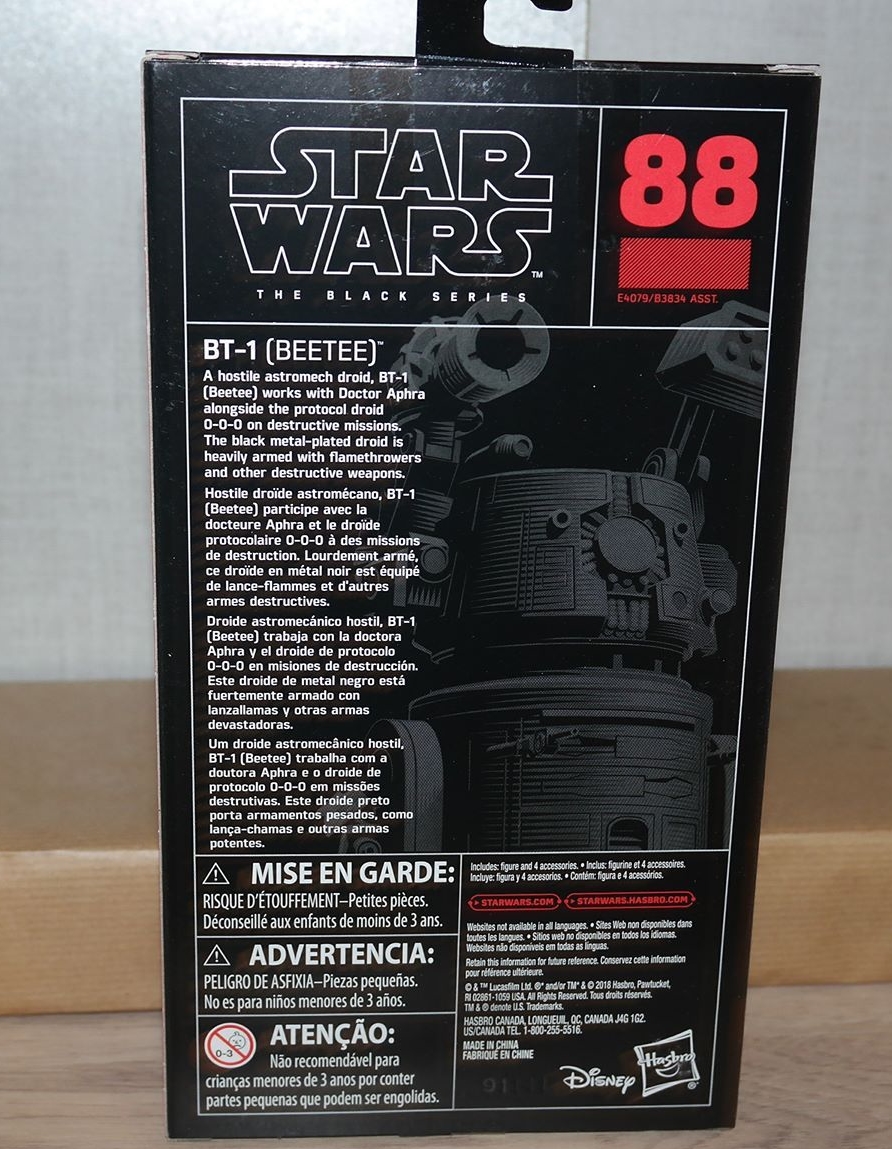 STAR
WARS™
THE BLACK SERIES
88
E4079/B3834 ASST.
BT-1 (BEETEE)™
A hostile astromech droid, BT-1
(Beetee) works with Doctor Aphra
alongside the protocol droid
0-0-0 on destructive missions.
The black metal-plated droid is
heavily armed with flamethrowers
and other destructive weapons.
Hostile droïde astromécano, BT-1
(Beetee) participe avec la
docteure Aphra et le droïde
protocolaire 0-0-0 à des missions
de destruction. Lourdement armé,
ce droïde en métal noir est équipé
de lance-flammes et d'autres
armes destructives.
Droide astromecánico hostil, BT-1
(Beetee) trabaja con la doctora
Aphra y el droide de protocolo
0-0-0 en misiones de destrucción.
Este droide de metal negro está
fuertemente armado con
lanzallamas y otras armas
devastadoras.
Um droide astromecânico hostil,
BT-1 (Beetee) trabalha com a
doutora Aphra e o droide de
protocolo 0-0-0 em missões
destrutivas. Este droide preto
porta armamentos pesados, como
lança-chamas e outras armas
potentes.
MISE EN GARDE:
RISQUE D'ÉTOUFFEMENT–Petites pièces.
Déconseillé aux enfants de moins de 3 ans.
ADVERTENCIA:
PELIGRO DE ASFIXIA–Piezas pequeñas.
No es para niños menores de 3 años.
0-3
ATENÇÃO:
Não recomendável para
crianças menores de 3 anos por conter
partes pequenas que podem ser engolidas.
Includes: figure and 4 accessories. • Inclus: figurine et 4 accessoires.
Incluye: figura y 4 accesorios. • Contém: figura e 4 acessórios.
STARWARS.COM STARWARS.HASBRO.COM
Websites not available in all languages. • Sites Web non disponibles dans
toutes les langues. • Sitios web no disponibles en todos los idiomas.
Websites não disponíveis em todas as línguas.
Retain this information for future reference. Conservez cette information
pour référence ultérieure.
© & ™ Lucasfilm Ltd. ®* and/or TM* & © 2018 Hasbro, Pawtucket,
RI 02861-1059 USA. All Rights Reserved. Tous droits réservés.
TM & ® denote U.S. Trademarks.
HASBRO CANADA, LONGUEUIL, QC, CANADA J4G 1G2.
US/CANADA TEL. 1-800-255-5516.
MADE IN CHINA
FABRIQUÉ EN CHINE
Disney
Hasbro®